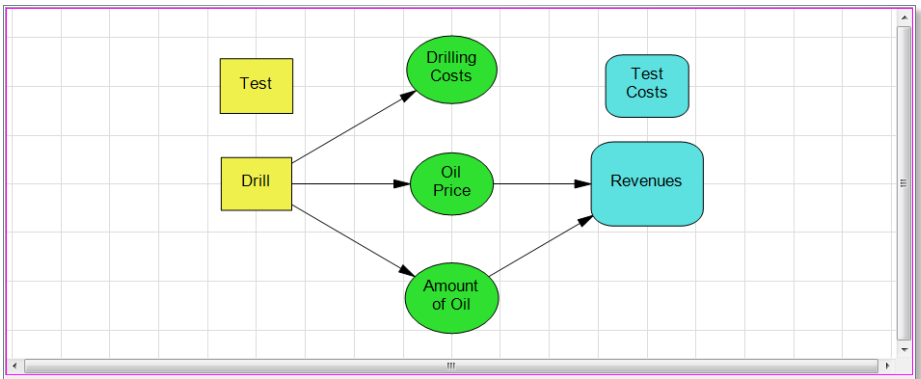 Test
Drilling
Costs
Test
Costs
Drill
Oil
Price
Revenues
Amount
of Oil